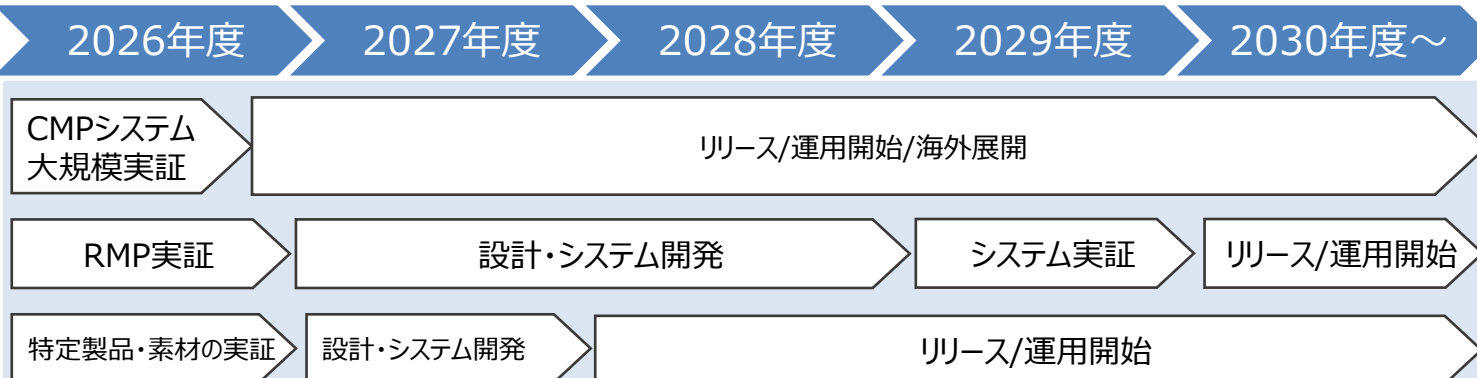 2026年度
2027年度
2028年度
2029年度
2030年度～
CMPシステム
大規模実証
リリース/運用開始/海外展開
RMP実証
設計・システム開発
システム実証
リリース/運用開始
特定製品・素材の実証
設計・システム開発
リリース/運用開始